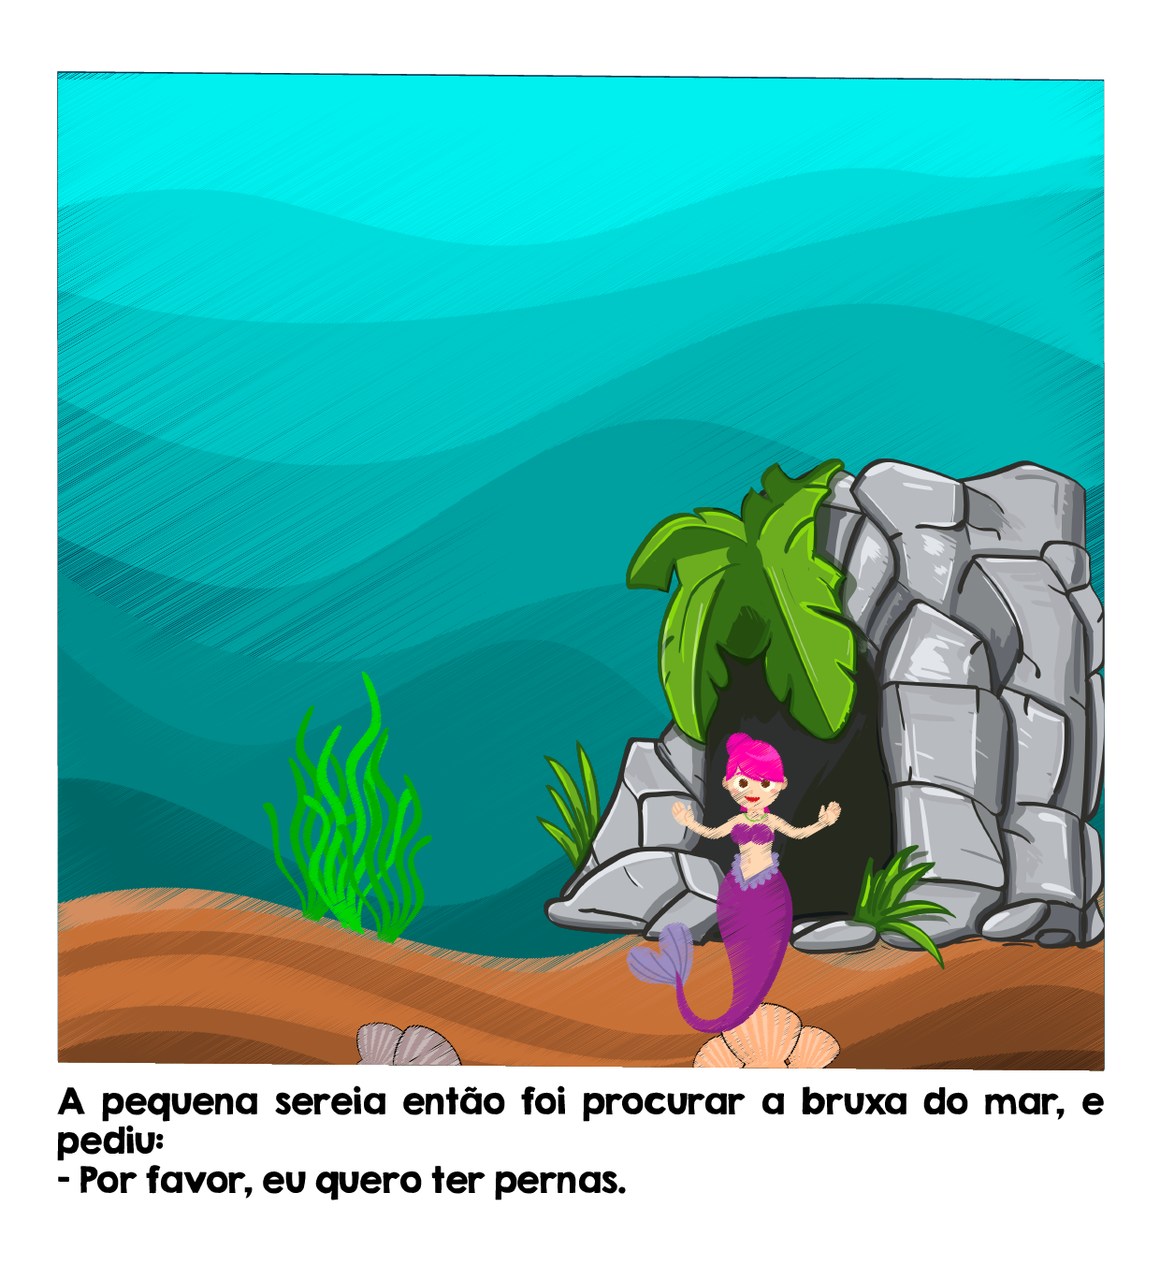 A pequena sereia então foi procurar a bruxa do mar, e
pediu:
- Por favor, eu quero ter pernas.